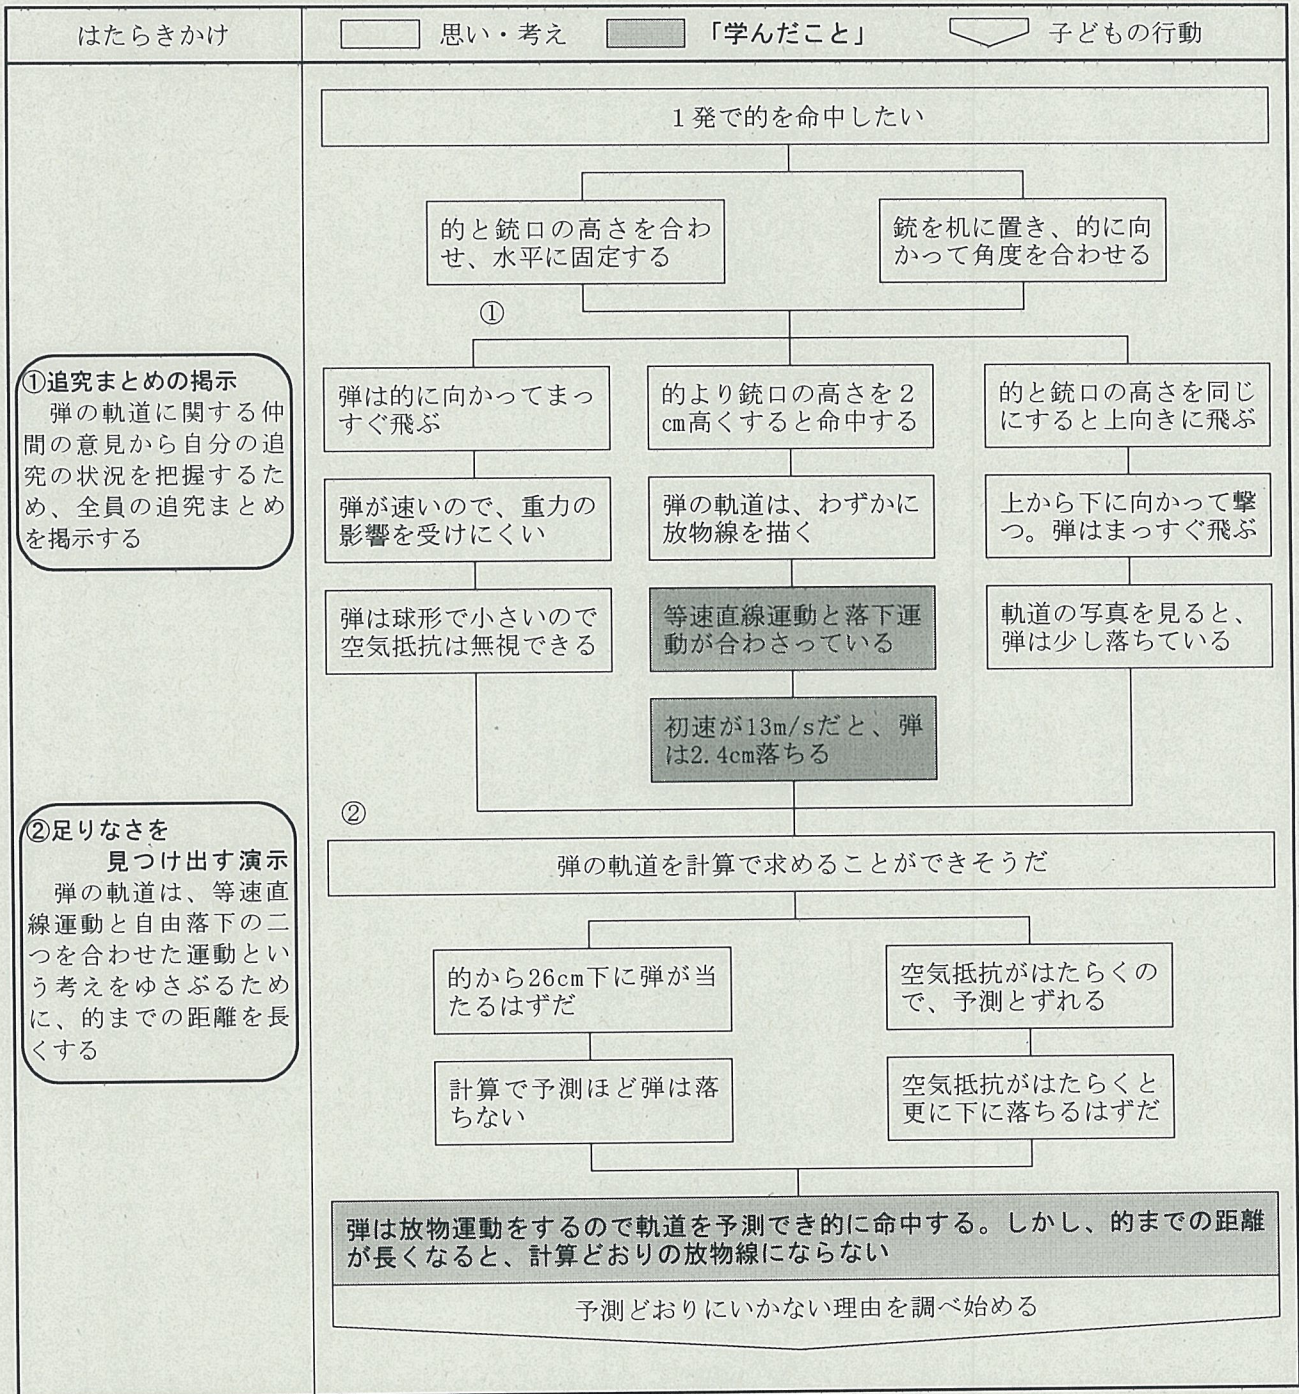 はたらきかけ
思い・考え
「学んだこと」
子どもの行動
1発で的を命中したい
的と銃口の高さを合わ
せ、水平に固定する
銃を机に置き、的に向
かって角度を合わせる
①
①追究まとめの掲示
弾の軌道に関する仲
間の意見から自分の追
究の状況を把握するた
め、全員の追究まとめ
を掲示する
弾は的に向かってまっ
すぐ飛ぶ
的より銃口の高さを2
cm高くすると命中する
的と銃口の高さを同じ
にすると上向きに飛ぶ
弾が速いので、重力の
影響を受けにくい
弾の軌道は、わずかに
放物線を描く
上から下に向かって撃
つ。弾はまっすぐ飛ぶ
弾は球形で小さいので
空気抵抗は無視できる
等速直線運動と落下運
動が合わさっている
軌道の写真を見ると、
弾は少し落ちている
初速が13m/sだと、弾
は2.4cm落ちる
②
②足りなさを
見つけ出す演示
弾の軌道は、等速直
線運動と自由落下の二
つを合わせた運動とい
う考えをゆさぶるため
に、的までの距離を長
くする
弾の軌道を計算で求めることができそうだ
的から26cm下に弾が当
たるはずだ
空気抵抗がはたらくの
で、予測とずれる
計算で予測ほど弾は落
ちない
空気抵抗がはたらくと
更に下に落ちるはずだ
弾は放物運動をするので軌道を予測でき的に命中する。しかし、的までの距離
が長くなると、計算どおりの放物線にならない
予測どおりにいかない理由を調べ始める